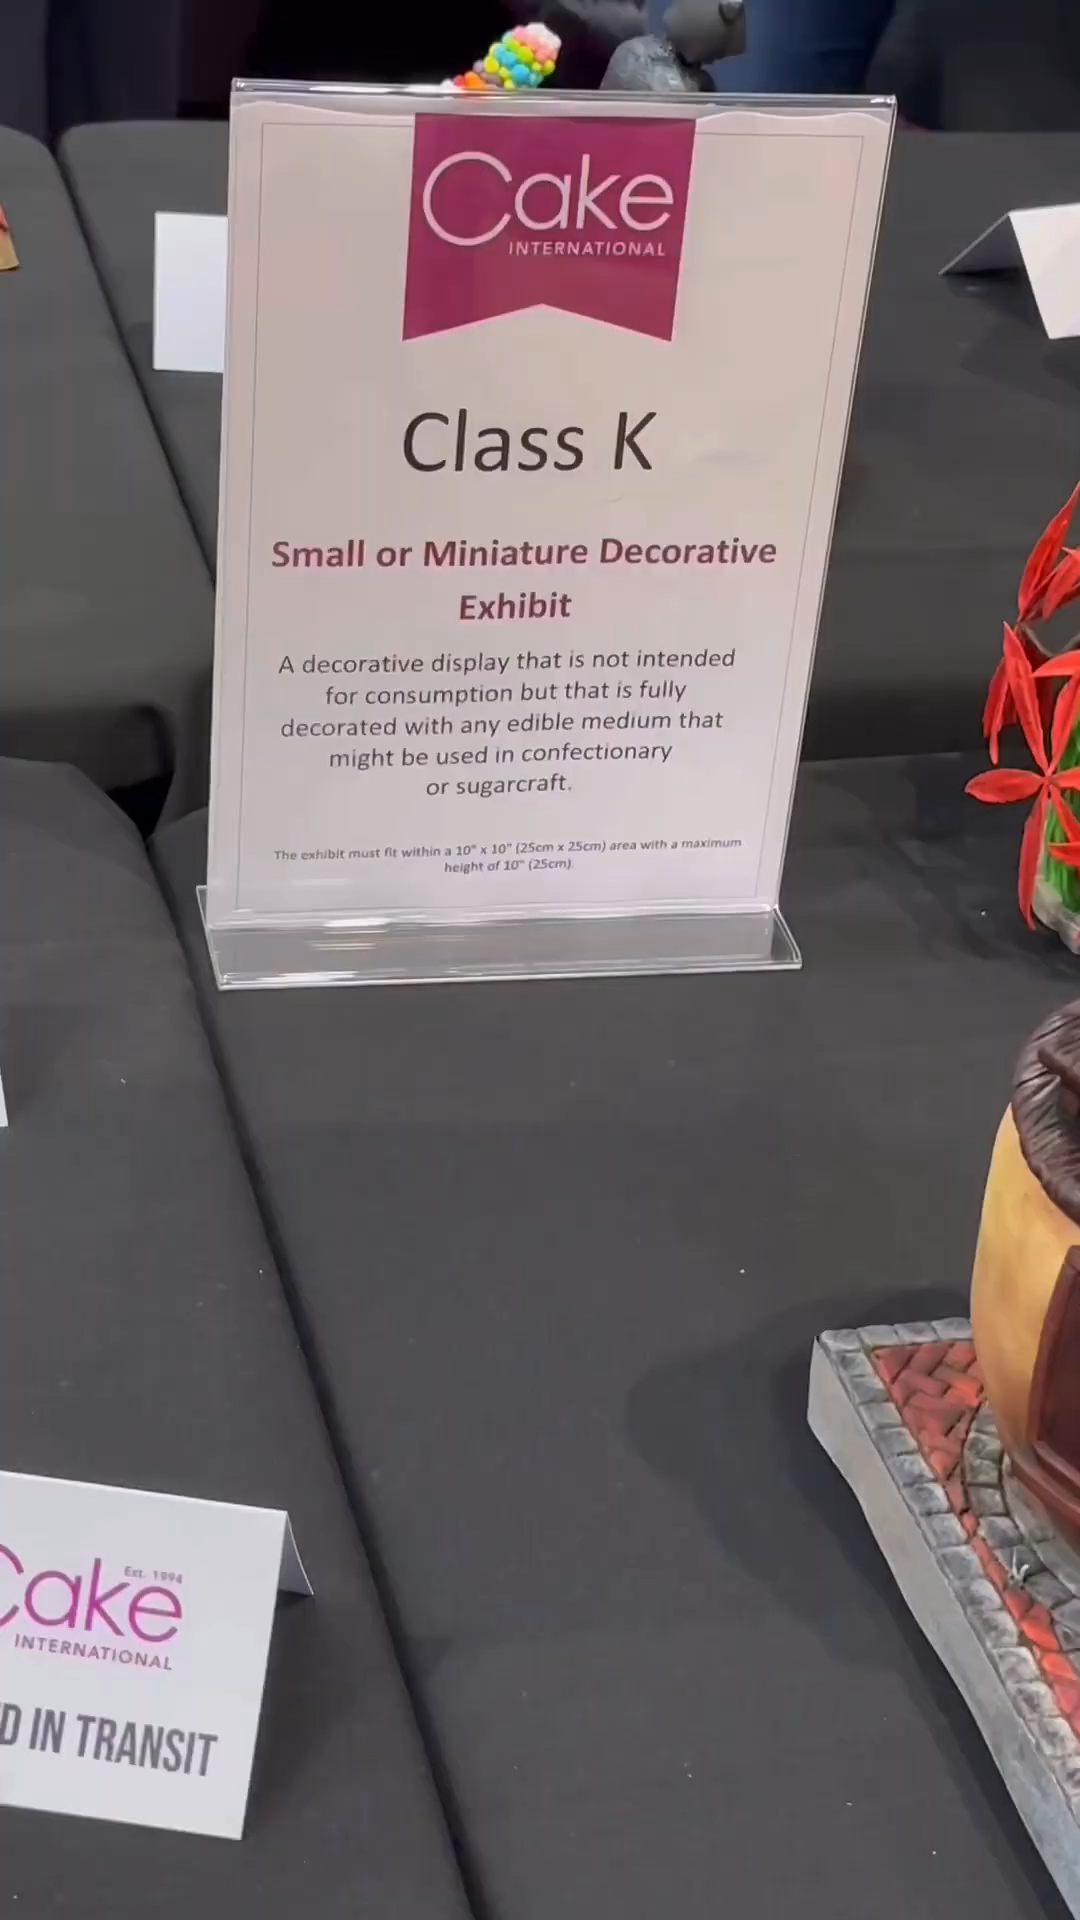 Cake
INTERNATIONAL
Class K
Small or Miniature Decorative
Exhibit
A decorative display that is not intended
for consumption but that is fully
decorated with any edible medium that
might be used in confectionary
or sugarcraft.
The exhibit must fit within a 10" x 10" (25cm x 25cm) area with a maximum
height of 10" (25cm).
Est. 1994
Cake
INTERNATIONAL
IN TRANSIT